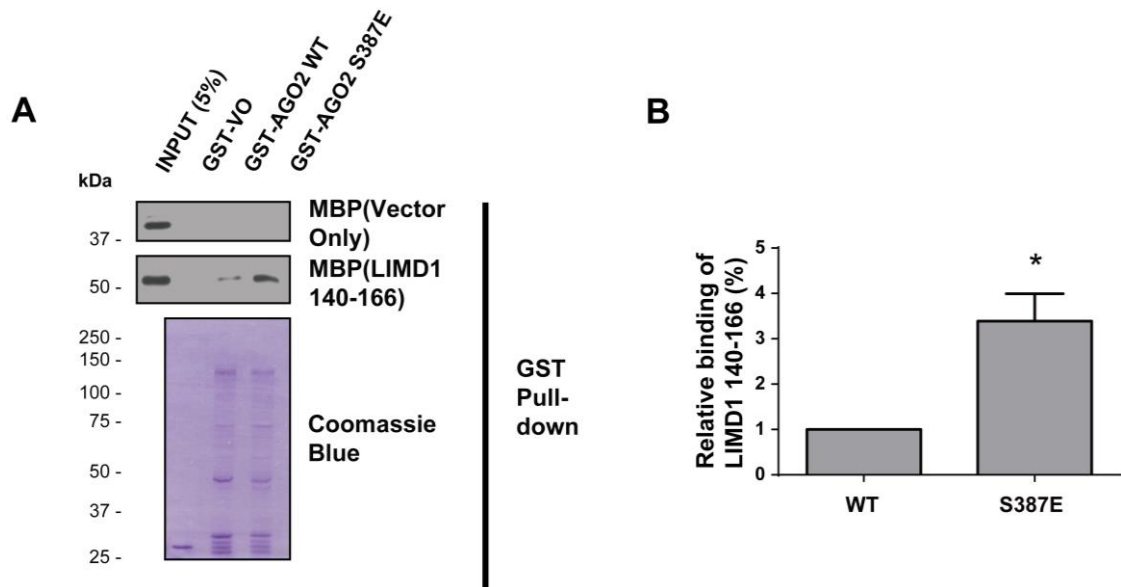 A
INPUT (5%)
GST-VO
GST-AGO2 WT
GST-AGO2 S387E
kDa
37 -
MBP(Vector
Only)
50 -
MBP(LIMD1
140-166)
250 -
150 -
100 -
75 -
50 -
37 -
25 -
Coomassie
Blue
GST
Pull-
down
B
Relative binding of
LIMD1 140-166 (%)
5
4
3
2
1
0
*
WT
S387E